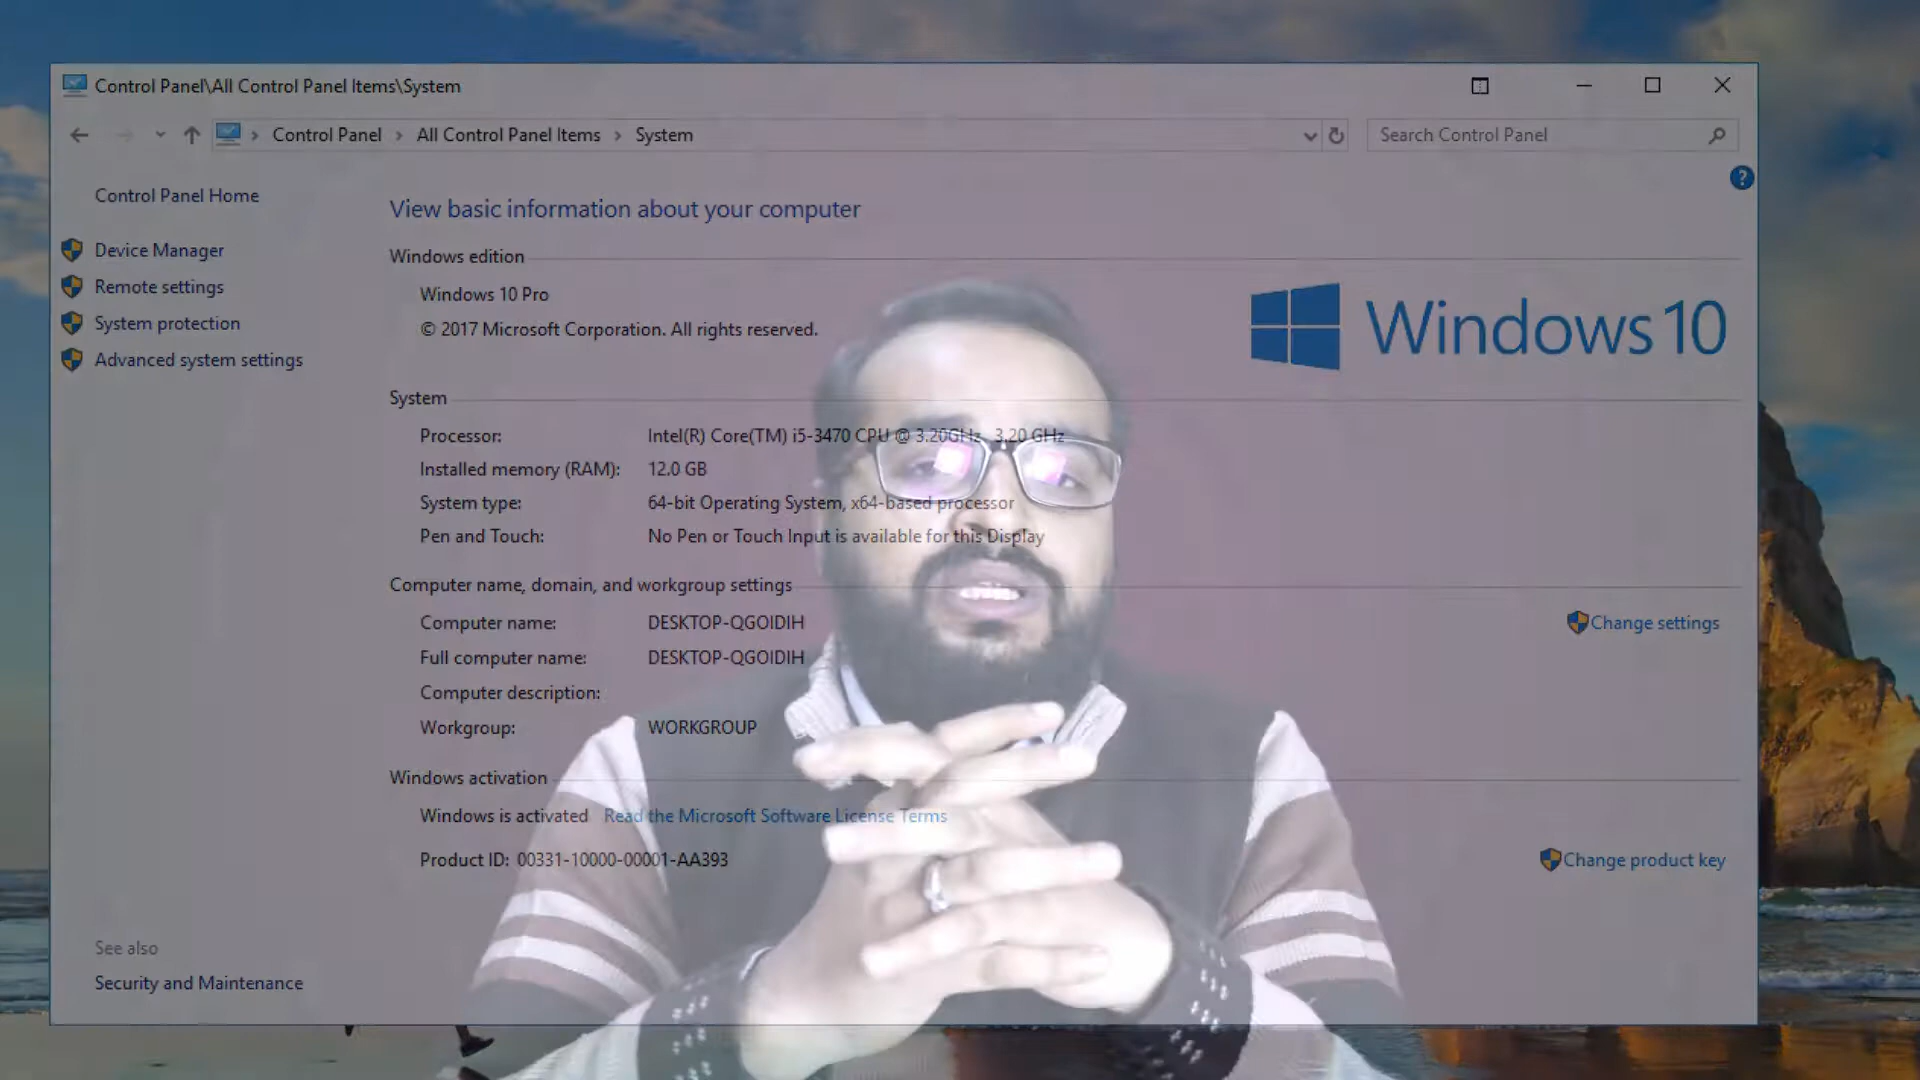 Control Panel\All Control Panel Items\System
Control Panel > All Control Panel Items > System
Search Control Panel
?
Control Panel Home
Device Manager
Remote settings
System protection
Advanced system settings
View basic information about your computer
Windows edition
Windows 10 Pro
© 2017 Microsoft Corporation. All rights reserved.
Windows 10
System
Processor: Intel(R) Core(TM) i5-3470 CPU @ 3.20GHz 3.20 GHz
Installed memory (RAM): 12.0 GB
System type: 64-bit Operating System, x64-based processor
Pen and Touch: No Pen or Touch Input is available for this Display
Computer name, domain, and workgroup settings
Computer name: DESKTOP-QGOIDIH
Change settings
Full computer name: DESKTOP-QGOIDIH
Computer description:
Workgroup: WORKGROUP
Windows activation
Windows is activated Read the Microsoft Software License Terms
Product ID: 00331-10000-00001-AA393
Change product key
See also
Security and Maintenance